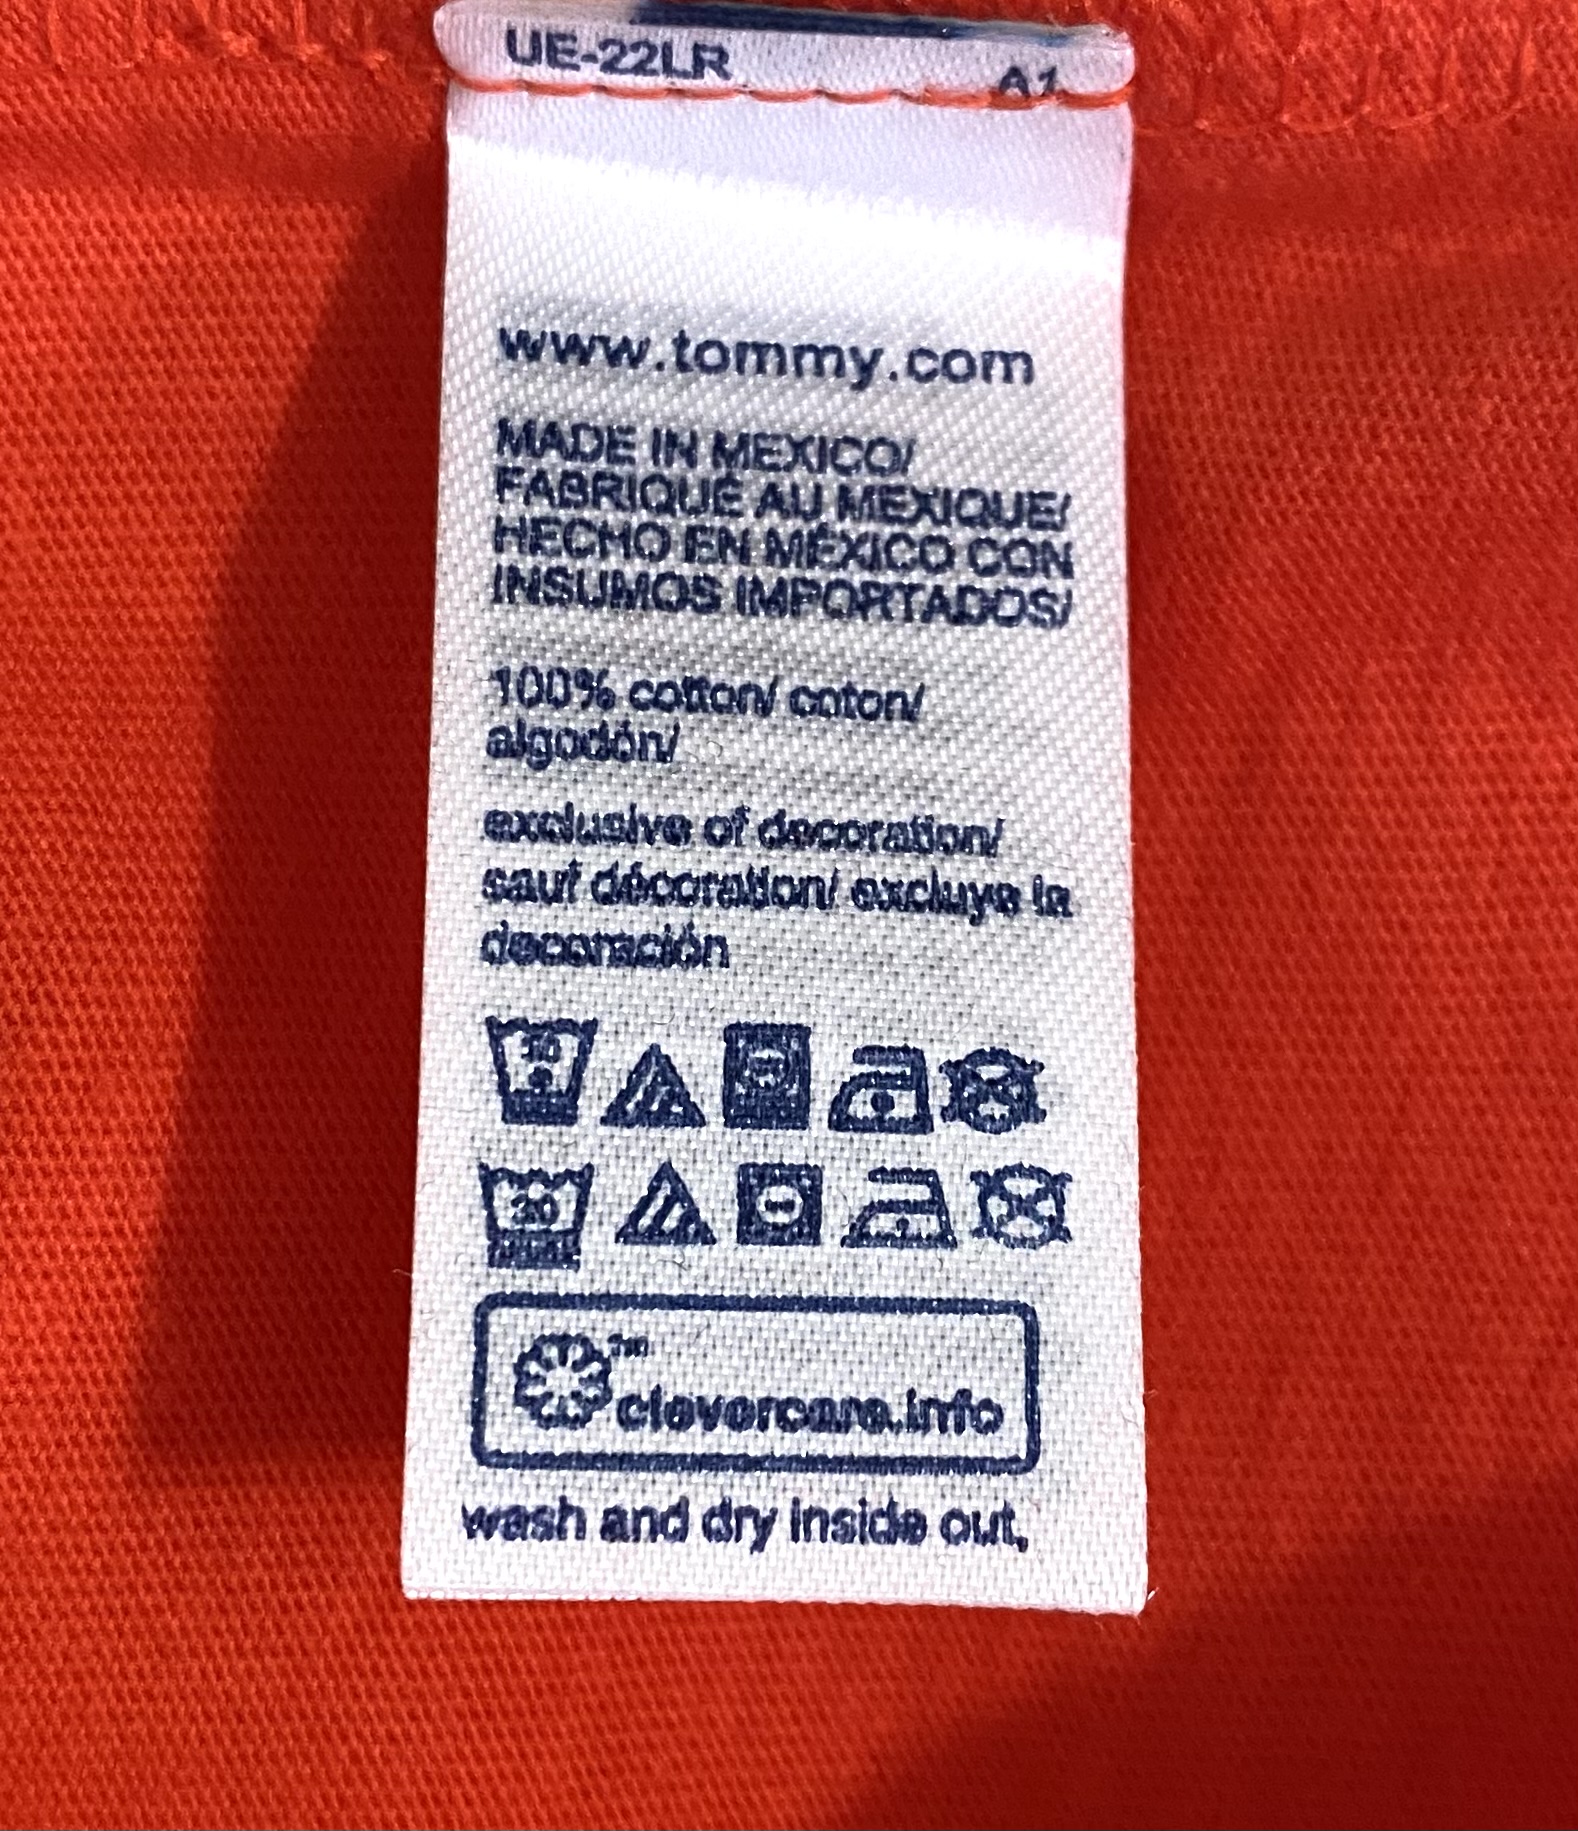 UE-22LR A1
www.tommy.com
MADE IN MEXICO/
FABRIQUÉ AU MEXIQUE/
HECHO EN MÉXICO CON
INSUMOS IMPORTADOS/
100% cotton/ coton/
algodón/
exclusive of decoration/
sauf décoration/ excluye la
decoración
30
30
TM
clevercare.info
wash and dry inside out.